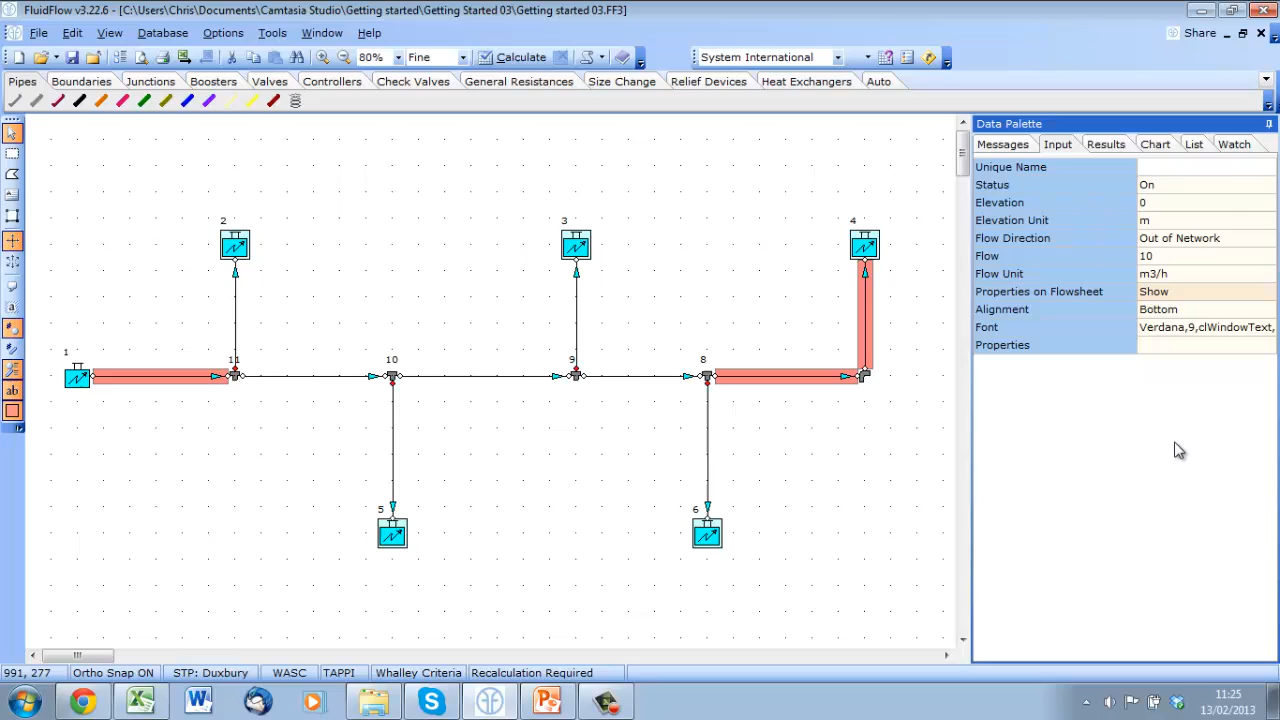 FluidFlow v3.22.6 - [C:\Users\Chris\Documents\Camtasia Studio\Getting started\Getting Started 03\Getting started 03.FF3]
File Edit View Database Options Tools Window Help Share
80% Fine Calculate System International
Pipes Boundaries Junctions Boosters Valves Controllers Check Valves General Resistances Size Change Relief Devices Heat Exchangers Auto
Data Palette
Messages Input Results Chart List Watch
Unique Name
Status On
Elevation 0
Elevation Unit m
Flow Direction Out of Network
Flow 10
Flow Unit m3/h
Properties on Flowsheet Show
Alignment Bottom
Font Verdana,9,clWindowText,
Properties
2 3 4
1 11 10 9 8
5 6
ab
991, 277 Ortho Snap ON STP: Duxbury WASC TAPPI Whalley Criteria Recalculation Required
11:25
13/02/2013